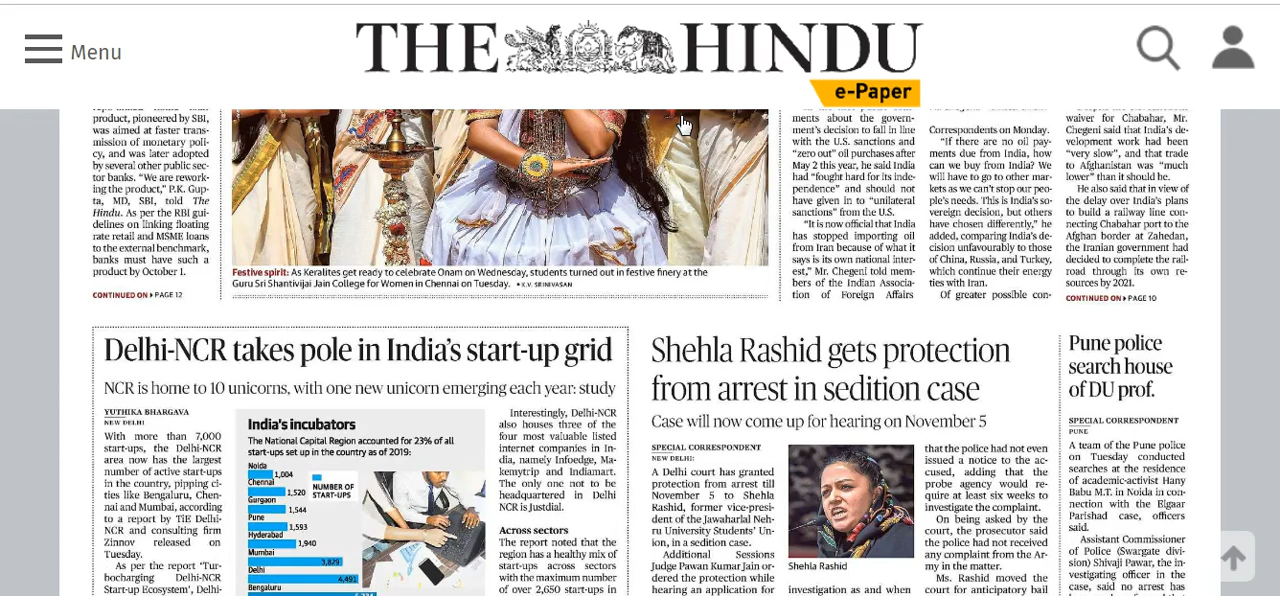 Menu
THE HINDU
e-Paper
product, pioneered by SBI,
was aimed at faster trans-
mission of monetary poli-
cy, and was later adopted
by several other public sec-
tor banks. “We are rework-
ing the product,” P.K. Gup-
ta, MD, SBI, told The
Hindu. As per the RBI gui-
delines on linking floating
rate retail and MSME loans
to the external benchmark,
banks must have such a
product by October 1.
CONTINUED ON ▸ PAGE 12
Festive spirit: As Keralites get ready to celebrate Onam on Wednesday, students turned out in festive finery at the
Guru Sri Shantivijai Jain College for Women in Chennai on Tuesday. • K.V. SRINIVASAN
ments about the govern-
ment’s decision to fall in line
with the U.S. sanctions and
“zero out” oil purchases after
May 2 this year, he said India
had “fought hard for its inde-
pendence” and should not
have given in to “unilateral
sanctions” from the U.S.
“It is now official that India
has stopped importing oil
from Iran because of what it
says is its own national inter-
est,” Mr. Chegeni told mem-
bers of the Indian Associa-
tion of Foreign Affairs
Correspondents on Monday.
“If there are no oil pay-
ments due from India, how
can we buy from India? We
will have to go to other mar-
kets as we can’t stop our peo-
ple’s needs. This is India’s so-
vereign decision, but others
have chosen differently,” he
added, comparing India’s de-
cision unfavourably to those
of China, Russia, and Turkey,
which continue their energy
ties with Iran.
Of greater possible con-
waiver for Chabahar, Mr.
Chegeni said that India’s de-
velopment work had been
“very slow”, and that trade
to Afghanistan was “much
lower” than it should be.
He also said that in view of
the delay over India’s plans
to build a railway line con-
necting Chabahar port to the
Afghan border at Zahedan,
the Iranian government had
decided to complete the rail-
road through its own re-
sources by 2021.
CONTINUED ON ▸ PAGE 10
Delhi-NCR takes pole in India’s start-up grid
NCR is home to 10 unicorns, with one new unicorn emerging each year: study
YUTHIKA BHARGAVA
NEW DELHI
With more than 7,000
start-ups, the Delhi-NCR
area now has the largest
number of active start-ups
in the country, pipping ci-
ties like Bengaluru, Chen-
nai and Mumbai, according
to a report by TiE Delhi-
NCR and consulting firm
Zinnov released on
Tuesday.
As per the report ‘Tur-
bocharging Delhi-NCR
Start-up Ecosystem’, Delhi-
India’s incubators
The National Capital Region accounted for 23% of all
start-ups set up in the country as of 2019:
NUMBER OF
START-UPS
Noida
1,004
Chennai
1,520
Gurgaon
1,544
Pune
1,593
Hyderabad
1,940
Mumbai
3,829
Delhi
4,491
Bengaluru
Interestingly, Delhi-NCR
also houses three of the
four most valuable listed
internet companies in In-
dia, namely Infoedge, Ma-
kemytrip and Indiamart.
The only one not to be
headquartered in Delhi
NCR is Justdial.
Across sectors
The report noted that the
region has a healthy mix of
start-ups across sectors
with the maximum number
of over 2,650 start-ups in
Shehla Rashid gets protection
from arrest in sedition case
Case will now come up for hearing on November 5
SPECIAL CORRESPONDENT
NEW DELHI:
A Delhi court has granted
protection from arrest till
November 5 to Shehla
Rashid, former vice-presi-
dent of the Jawaharlal Neh-
ru University Students’ Un-
ion, in a sedition case.
Additional Sessions
Judge Pawan Kumar Jain or-
dered the protection while
hearing an application for
Shehla Rashid
investigation as and when
that the police had not even
issued a notice to the ac-
cused, adding that the
probe agency would re-
quire at least six weeks to
investigate the complaint.
On being asked by the
court, the prosecutor said
the police had not received
any complaint from the Ar-
my in the matter.
Ms. Rashid moved the
court for anticipatory bail
Pune police
search house
of DU prof.
SPECIAL CORRESPONDENT
PUNE
A team of the Pune police
on Tuesday conducted
searches at the residence
of academic-activist Hany
Babu M.T. in Noida in con-
nection with the Elgaar
Parishad case, officers
said.
Assistant Commissioner
of Police (Swargate divi-
sion) Shivaji Pawar, the in-
vestigating officer in the
case, said no arrest has